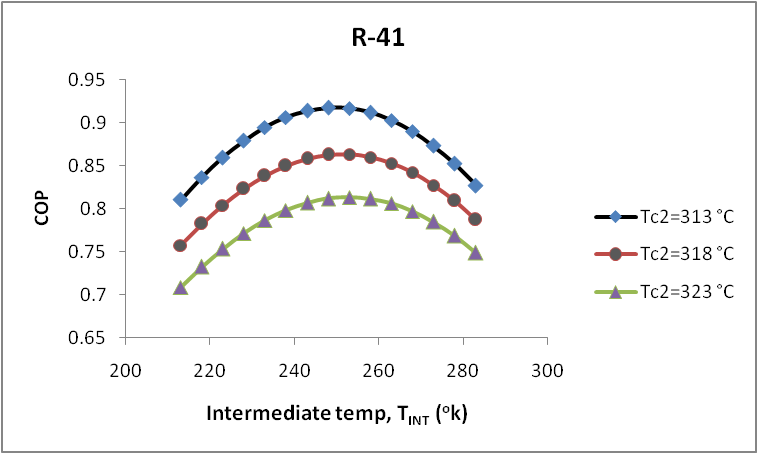 R-41
0.95
0.9
0.85
0.8
0.75
0.7
0.65
COP
200 220 240 260 280 300
Intermediate temp, TINT (ok)
Tc2=313 °C
Tc2=318 °C
Tc2=323 °C